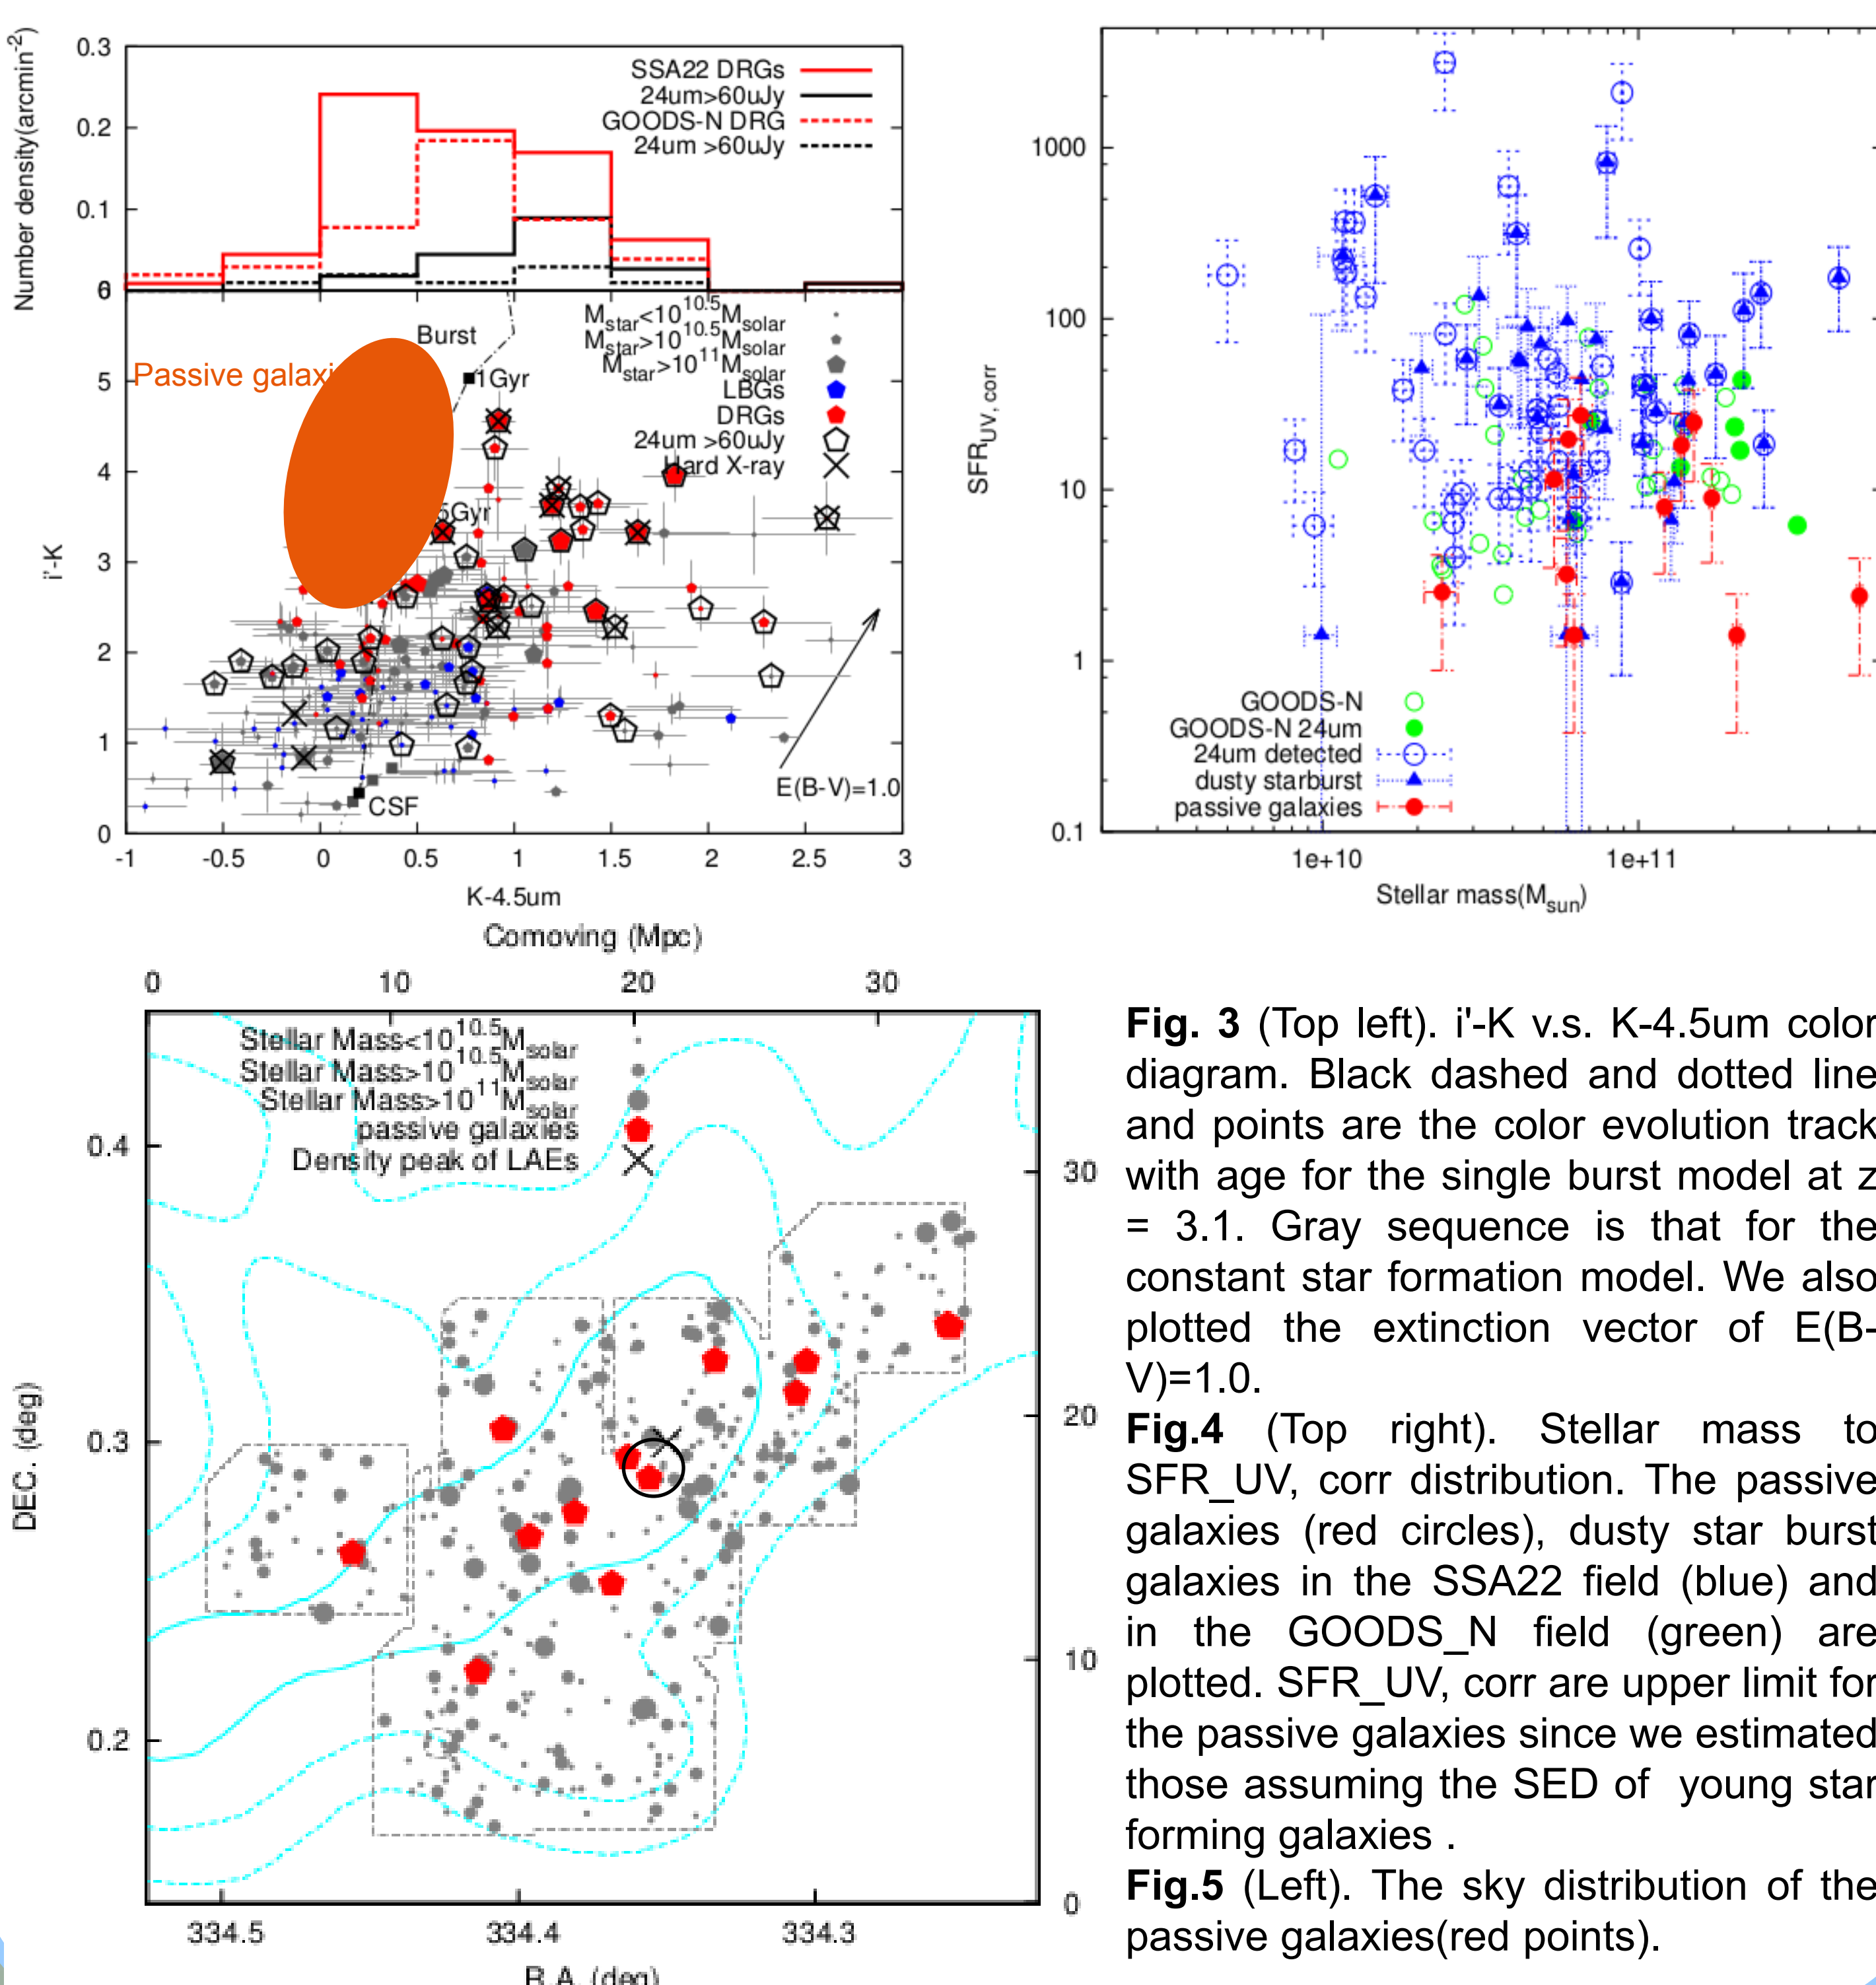 Number density(arcmin-2)
0.3
0.2
0.1
6
SSA22 DRGs
24um>60uJy
GOODS-N DRG
24um >60uJy
i'-K
5
4
3
2
1
0
Mstar<10^10.5Msolar
Mstar>10^10.5Msolar
Mstar>10^11Msolar
LBGs
DRGs
24um >60uJy
Hard X-ray
Burst
Passive galaxi
1Gyr
5Gyr
CSF
E(B-V)=1.0
-1 -0.5 0 0.5 1 1.5 2 2.5 3
K-4.5um
SFRUV, corr
1000
100
10
1
0.1
GOODS-N
GOODS-N 24um
24um detected
dusty starburst
passive galaxies
1e+10 1e+11
Stellar mass(Msun)
Comoving (Mpc)
0 10 20 30
Stellar Mass<10^10.5Msolar
Stellar Mass>10^10.5Msolar
Stellar Mass>10^11Msolar
passive galaxies
Density peak of LAEs
DEC. (deg)
0.4
0.3
0.2
30
20
10
0
334.5 334.4 334.3
R.A. (deg)
Fig. 3 (Top left). i'-K v.s. K-4.5um color
diagram. Black dashed and dotted line
and points are the color evolution track
with age for the single burst model at z
= 3.1. Gray sequence is that for the
constant star formation model. We also
plotted the extinction vector of E(B-
V)=1.0.
Fig.4 (Top right). Stellar mass to
SFR_UV, corr distribution. The passive
galaxies (red circles), dusty star burst
galaxies in the SSA22 field (blue) and
in the GOODS_N field (green) are
plotted. SFR_UV, corr are upper limit for
the passive galaxies since we estimated
those assuming the SED of young star
forming galaxies .
Fig.5 (Left). The sky distribution of the
passive galaxies(red points).